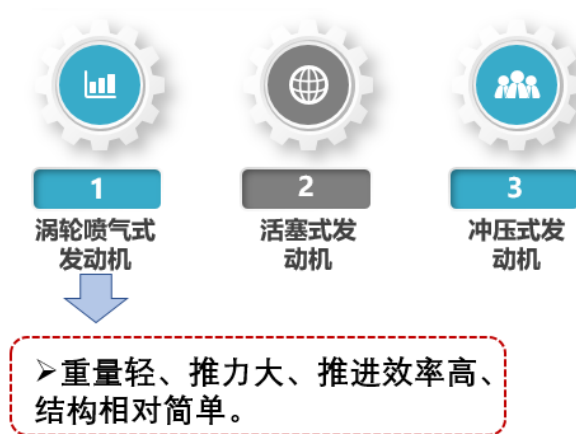 1
涡轮喷气式
发动机
2
活塞式发
动机
3
冲压式发
动机
➢重量轻、推力大、推进效率高、
结构相对简单。